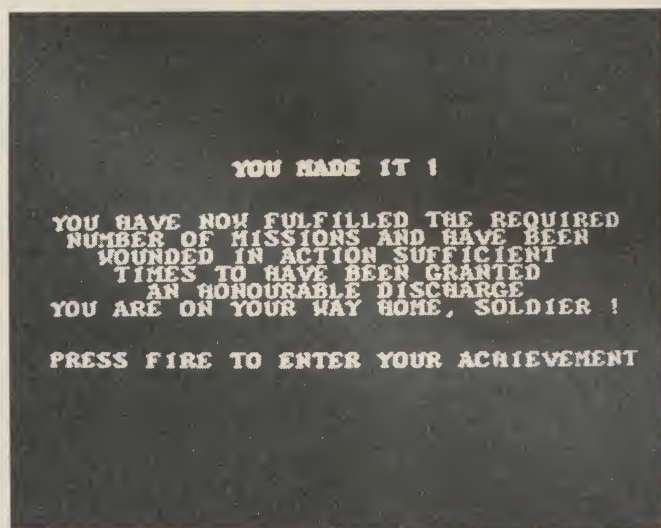 YOU MADE IT !
YOU HAVE NOW FULFILLED THE REQUIRED
NUMBER OF MISSIONS AND HAVE BEEN
WOUNDED IN ACTION SUFFICIENT
TIMES TO HAVE BEEN GRANTED
AN HONOURABLE DISCHARGE
YOU ARE ON YOUR WAY HOME, SOLDIER !
PRESS FIRE TO ENTER YOUR ACHIEVEMENT